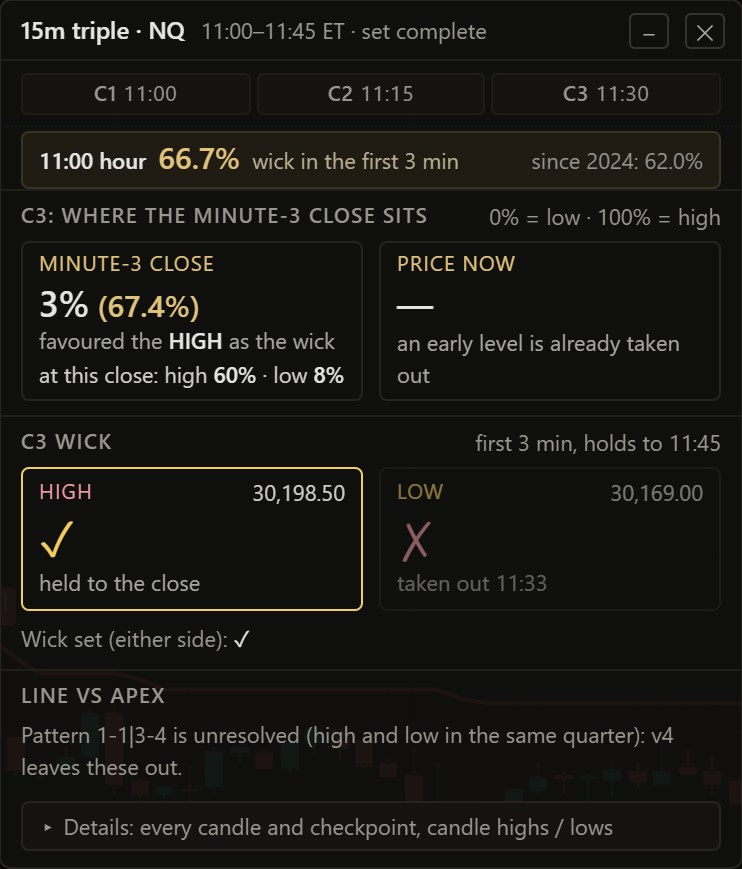 15m triple · NQ 11:00–11:45 ET · set complete
C1 11:00 C2 11:15 C3 11:30
11:00 hour 66.7% wick in the first 3 min since 2024: 62.0%
C3: WHERE THE MINUTE-3 CLOSE SITS 0% = low · 100% = high
MINUTE-3 CLOSE
3% (67.4%)
favoured the HIGH as the wick
at this close: high 60% · low 8%
PRICE NOW
—
an early level is already taken
out
C3 WICK first 3 min, holds to 11:45
HIGH 30,198.50
✓
held to the close
LOW 30,169.00
✗
taken out 11:33
Wick set (either side): ✓
LINE VS APEX
Pattern 1-1|3-4 is unresolved (high and low in the same quarter): v4
leaves these out.
▸ Details: every candle and checkpoint, candle highs / lows